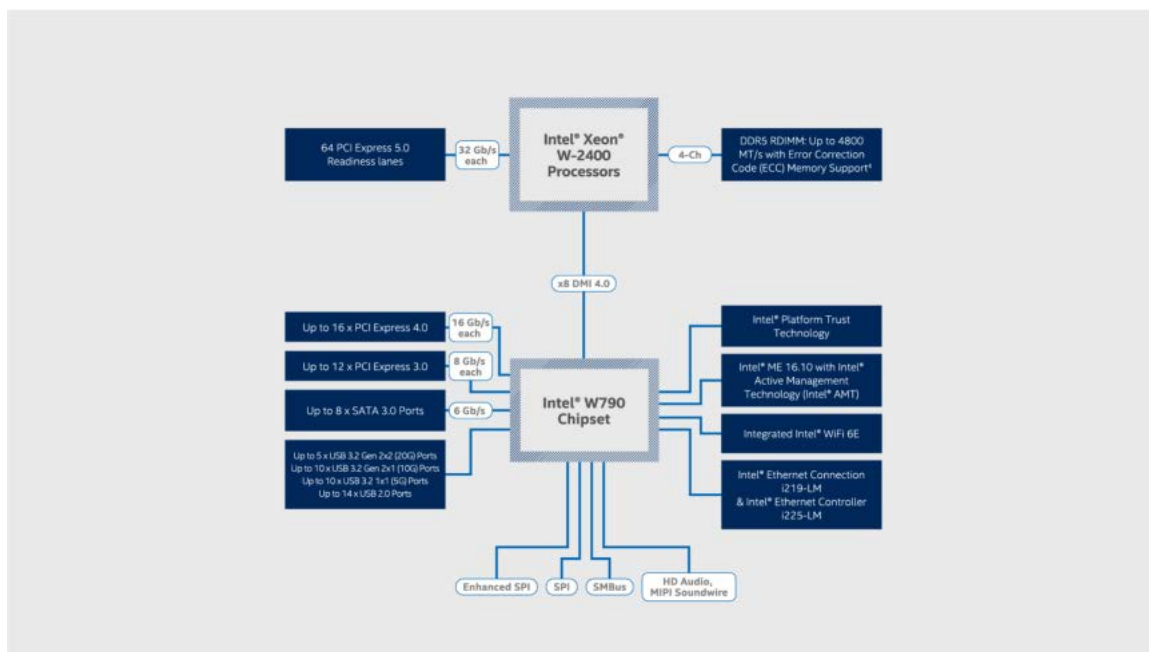 64 PCI Express 5.0
Readiness lanes
32 Gb/s
each
Intel® Xeon®
W-2400
Processors
4-Ch
DDR5 RDIMM: Up to 4800
MT/s with Error Correction
Code (ECC) Memory Support⁴
x8 DMI 4.0
Up to 16 x PCI Express 4.0
16 Gb/s
each
Up to 12 x PCI Express 3.0
8 Gb/s
each
Up to 8 x SATA 3.0 Ports
6 Gb/s
Up to 5 x USB 3.2 Gen 2x2 (20G) Ports
Up to 10 x USB 3.2 Gen 2x1 (10G) Ports
Up to 10 x USB 3.2 1x1 (5G) Ports
Up to 14 x USB 2.0 Ports
Intel® W790
Chipset
Intel® Platform Trust
Technology
Intel® ME 16.10 with Intel®
Active Management
Technology (Intel® AMT)
Integrated Intel® WiFi 6E
Intel® Ethernet Connection
i219-LM
& Intel® Ethernet Controller
i225-LM
Enhanced SPI
SPI
SMBus
HD Audio,
MIPI Soundwire